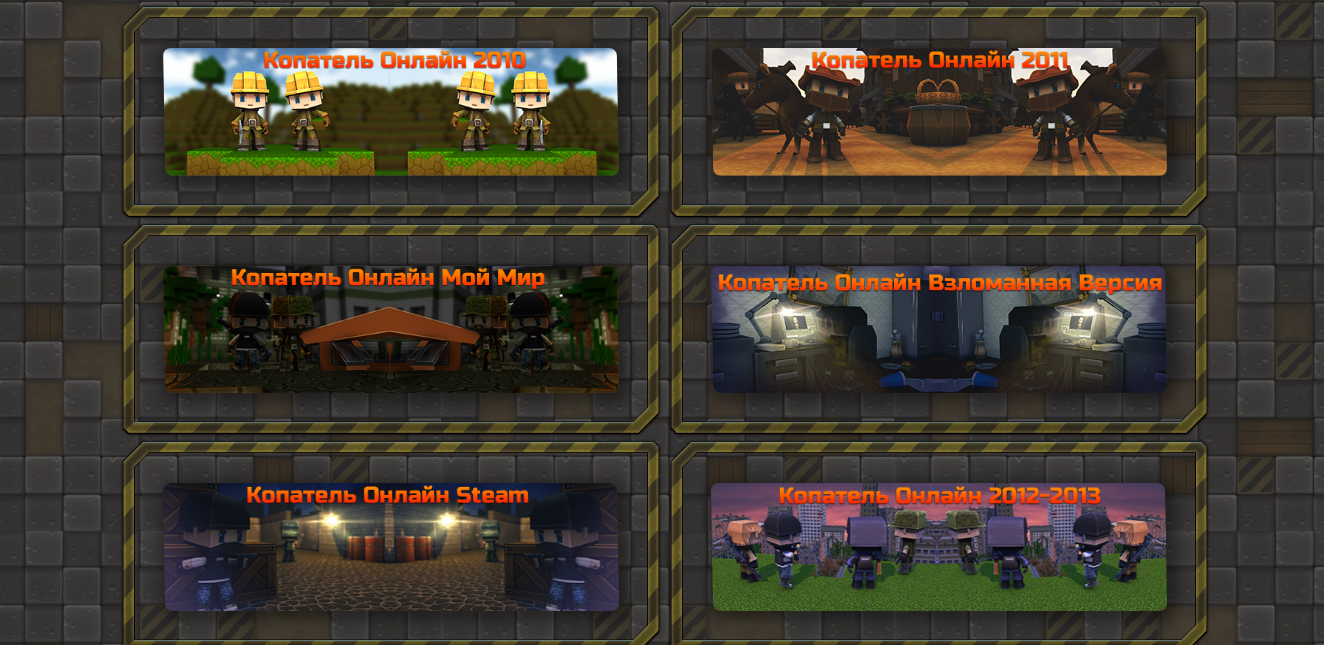 Копатель Онлайн 2010
Копатель Онлайн 2011
Копатель Онлайн Мой Мир
Копатель Онлайн Взломанная Версия
Копатель Онлайн Steam
Копатель Онлайн 2012-2013